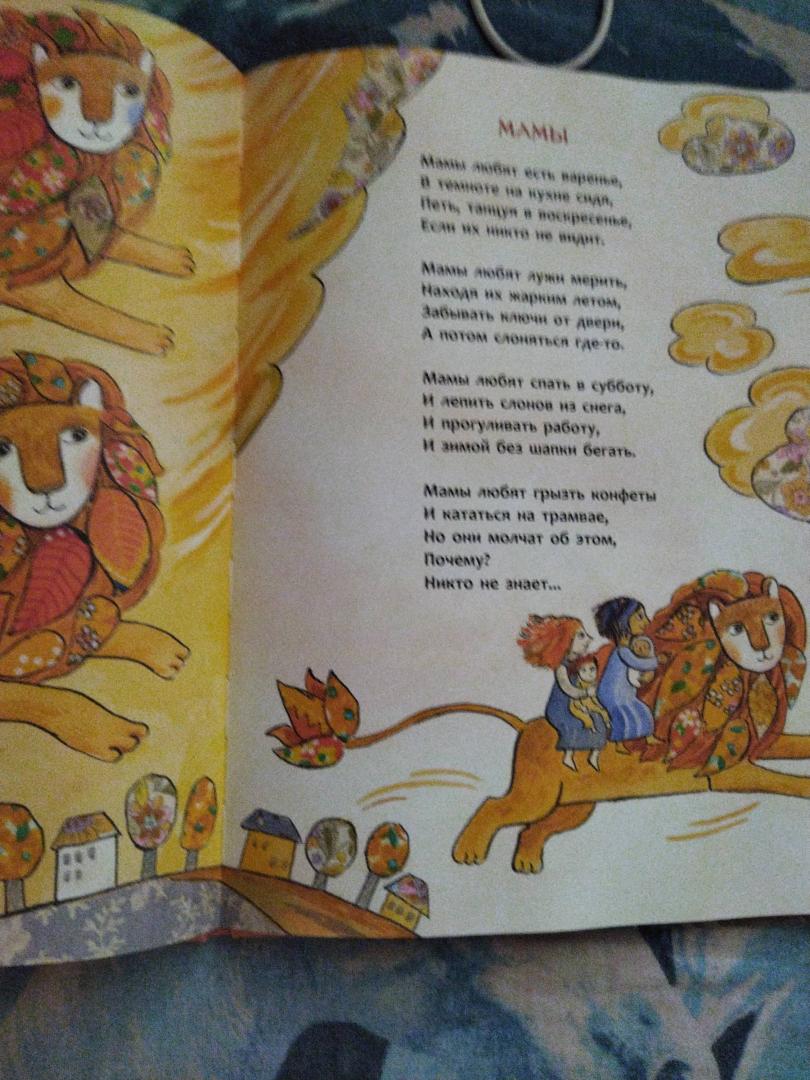 МАМЫ
Мамы любят есть варенье,
В темноте на кухне сидя,
Петь, танцуя в воскресенье,
Если их никто не видит.
Мамы любят лужи мерить,
Находя их жарким летом,
Забывать ключи от двери,
А потом слоняться где-то.
Мамы любят спать в субботу,
И лепить слонов из снега,
И прогуливать работу,
И зимой без шапки бегать.
Мамы любят грызть конфеты
И кататься на трамвае,
Но они молчат об этом,
Почему?
Никто не знает...